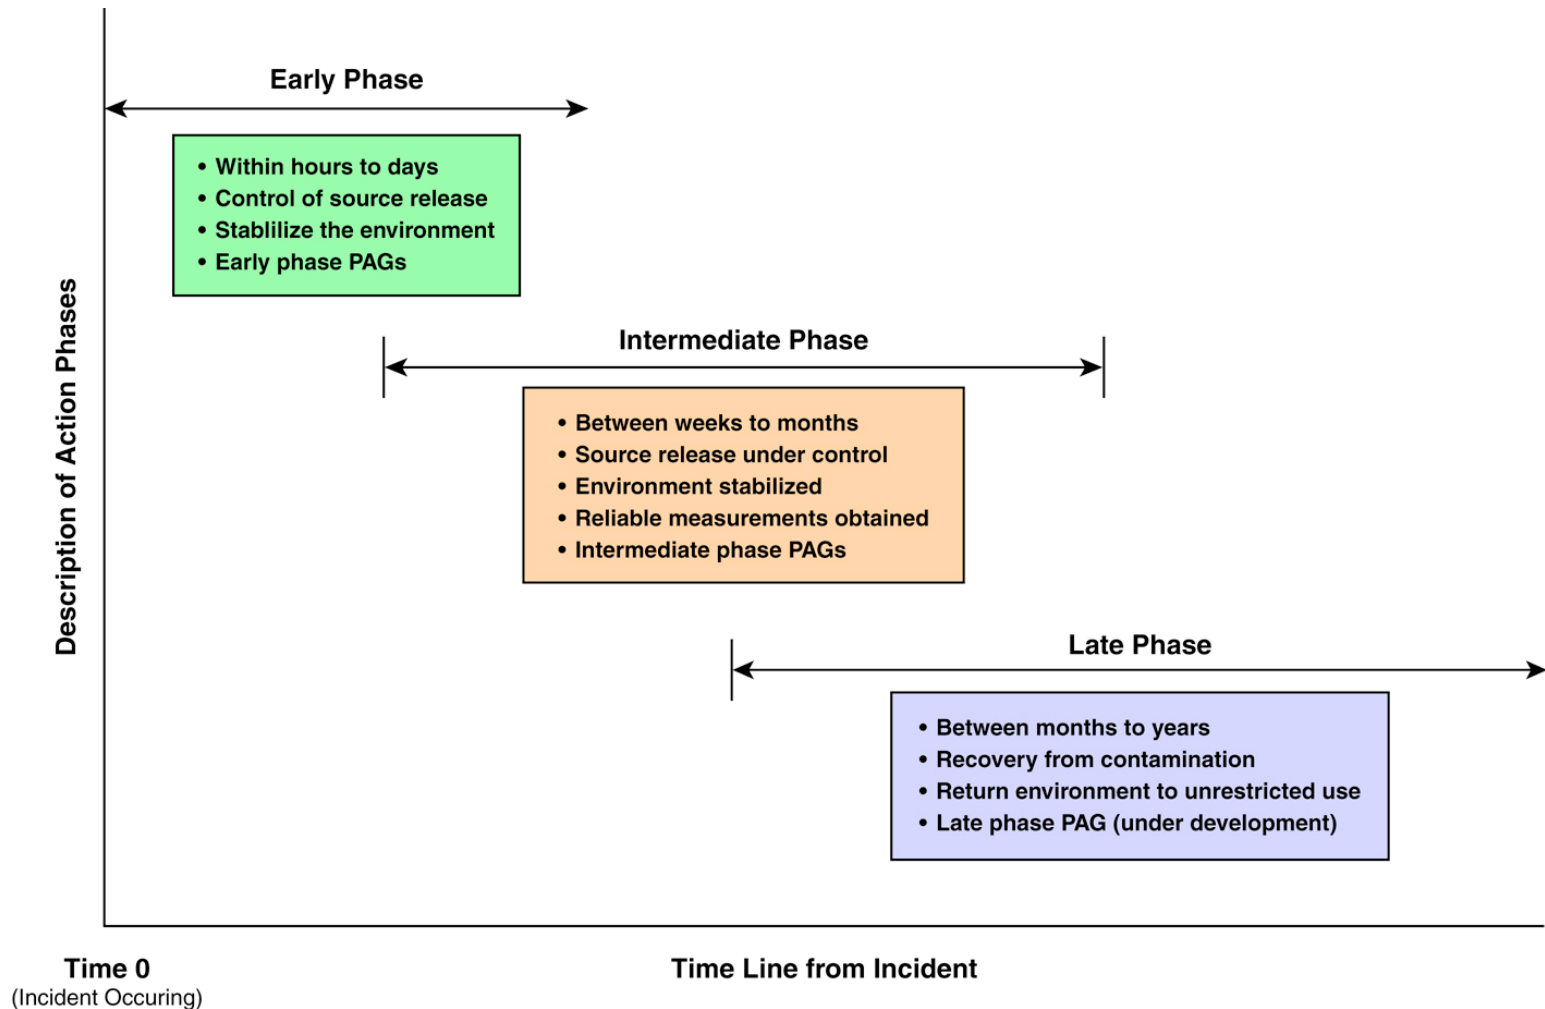 Early Phase
• Within hours to days
• Control of source release
• Stablilize the environment
• Early phase PAGs
Intermediate Phase
• Between weeks to months
• Source release under control
• Environment stabilized
• Reliable measurements obtained
• Intermediate phase PAGs
Late Phase
• Between months to years
• Recovery from contamination
• Return environment to unrestricted use
• Late phase PAG (under development)
Description of Action Phases
Time 0
(Incident Occuring)
Time Line from Incident